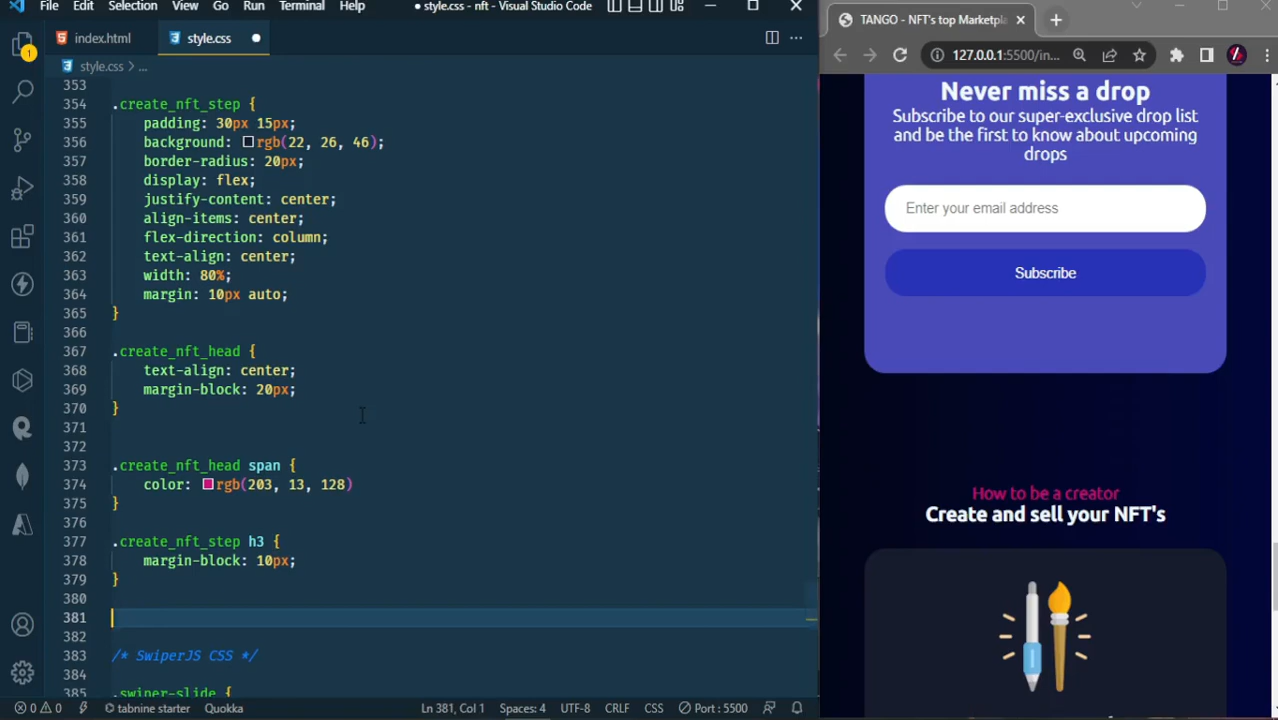 File Edit Selection View Go Run Terminal Help
● style.css - nft - Visual Studio Code
index.html
style.css
style.css > ...
353
354 .create_nft_step {
355 padding: 30px 15px;
356 background: rgb(22, 26, 46);
357 border-radius: 20px;
358 display: flex;
359 justify-content: center;
360 align-items: center;
361 flex-direction: column;
362 text-align: center;
363 width: 80%;
364 margin: 10px auto;
365 }
366
367 .create_nft_head {
368 text-align: center;
369 margin-block: 20px;
370 }
371
372
373 .create_nft_head span {
374 color: rgb(203, 13, 128)
375 }
376
377 .create_nft_step h3 {
378 margin-block: 10px;
379 }
380
381
382
383 /* SwiperJS CSS */
384
385 .swiper-slide {
1
0 0 tabnine starter Quokka Ln 381, Col 1 Spaces: 4 UTF-8 CRLF CSS Port : 5500
TANGO - NFT's top Marketpla
127.0.0.1:5500/in...
Never miss a drop
Subscribe to our super-exclusive drop list
and be the first to know about upcoming
drops
Enter your email address
Subscribe
How to be a creator
Create and sell your NFT's